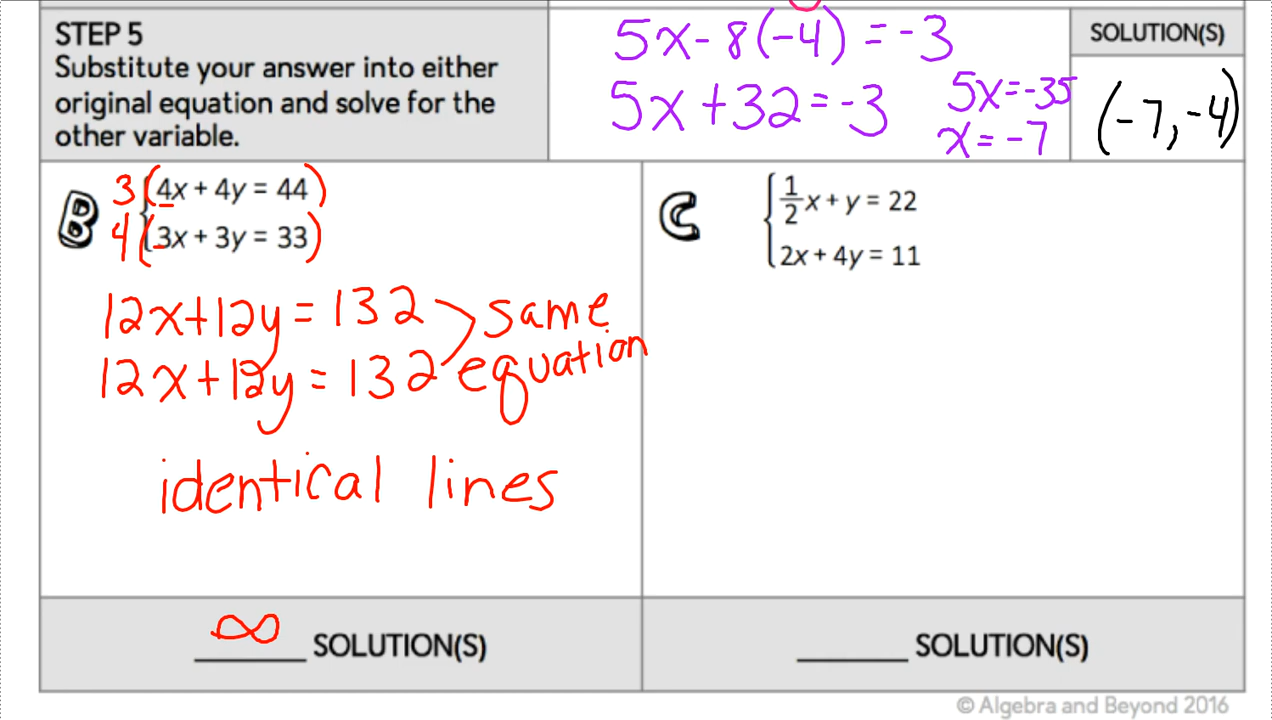 STEP 5
Substitute your answer into either
original equation and solve for the
other variable.
5x - 8(-4) = -3
5x + 32 = -3
5x = -35
x = -7
SOLUTION(S)
(-7, -4)
B
3(4x + 4y = 44)
4(3x + 3y = 33)
12x + 12y = 132
12x + 12y = 132
same
equation
identical lines
∞ SOLUTION(S)
C
1/2x + y = 22
2x + 4y = 11
______ SOLUTION(S)
© Algebra and Beyond 2016